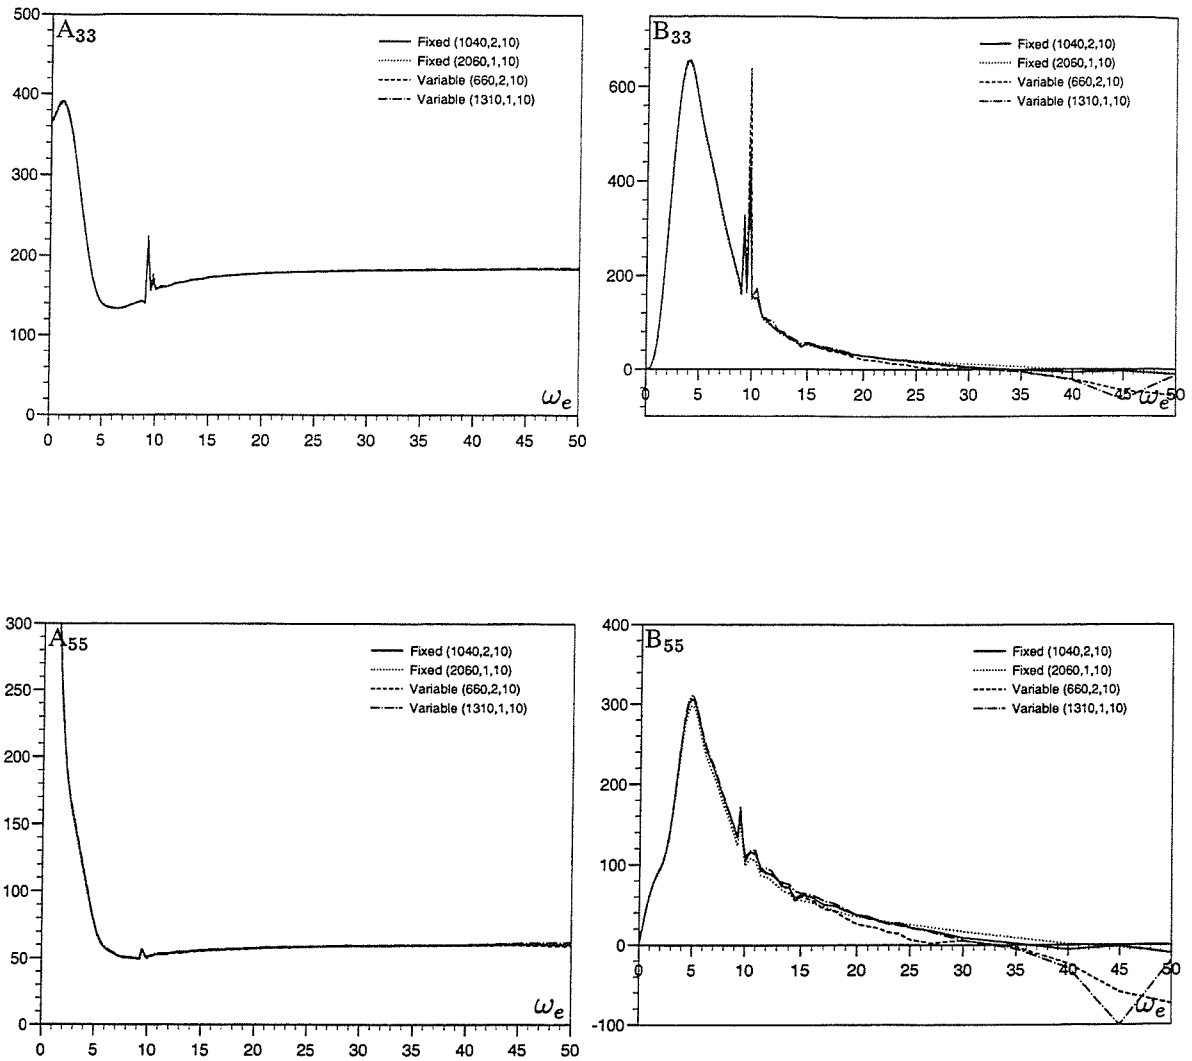 A33
500
400
300
200
100
0
Fixed (1040,2,10)
Fixed (2060,1,10)
Variable (660,2,10)
Variable (1310,1,10)
ωe
0 5 10 15 20 25 30 35 40 45 50
B33
600
400
200
0
Fixed (1040,2,10)
Fixed (2060,1,10)
Variable (660,2,10)
Variable (1310,1,10)
0 5 10 15 20 25 30 35 40 45 50
ωe
A55
300
250
200
150
100
50
0
Fixed (1040,2,10)
Fixed (2060,1,10)
Variable (660,2,10)
Variable (1310,1,10)
ωe
0 5 10 15 20 25 30 35 40 45 50
B55
400
300
200
100
0
-100
Fixed (1040,2,10)
Fixed (2060,1,10)
Variable (660,2,10)
Variable (1310,1,10)
0 5 10 15 20 25 30 35 40 45 50
ωe